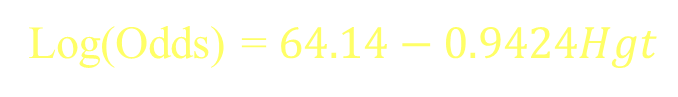 Log(Odds) = 64.14 − 0.9424Hgt